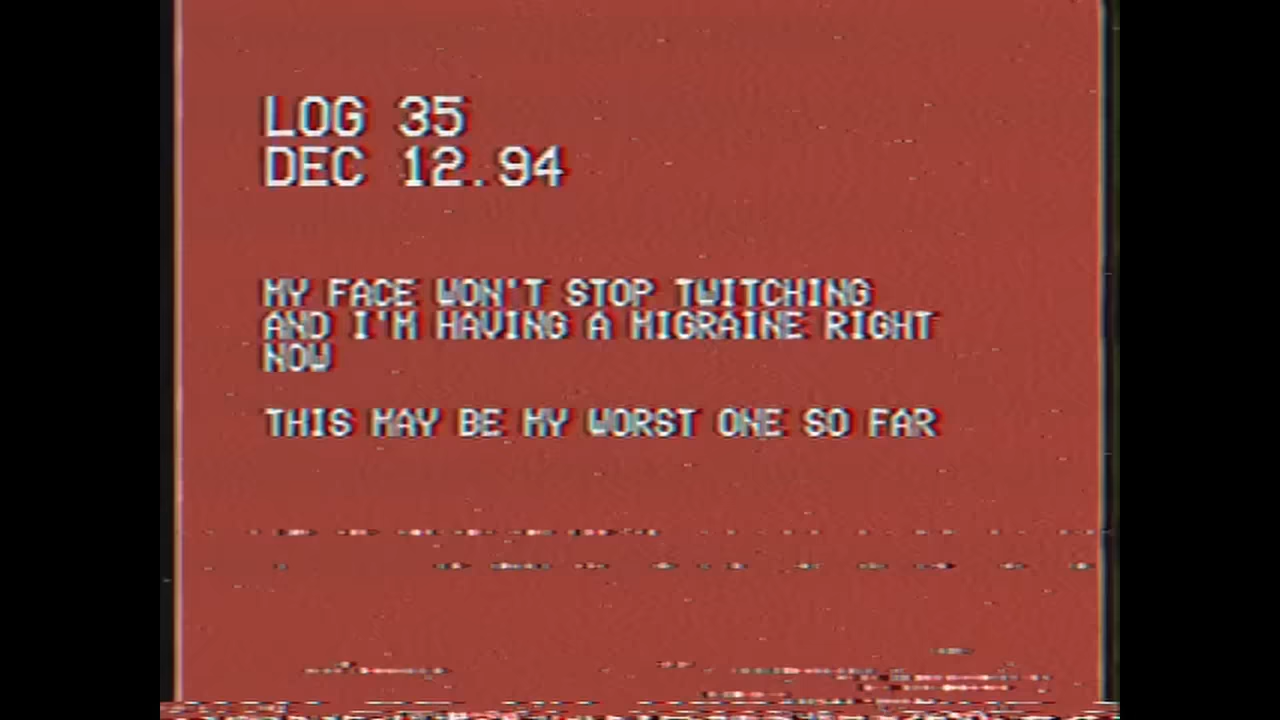 LOG 35
DEC 12.94
MY FACE WON'T STOP TWITCHING
AND I'M HAVING A MIGRAINE RIGHT
NOW
THIS MAY BE MY WORST ONE SO FAR